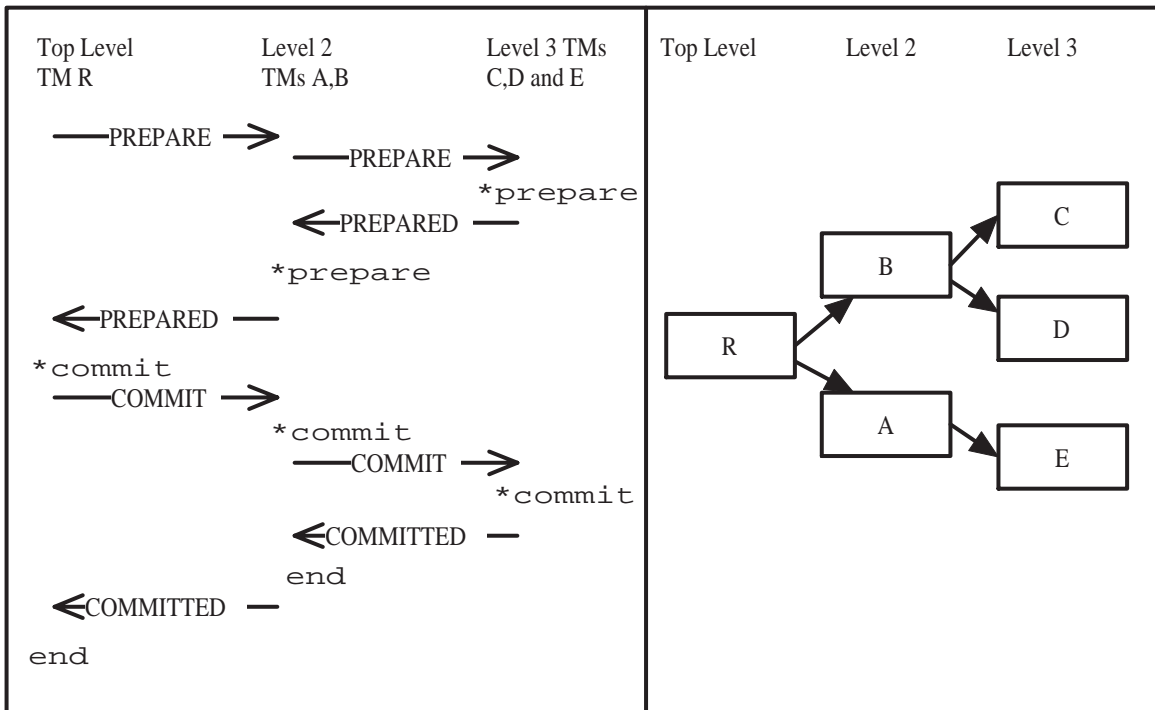 Top Level
TM R
Level 2
TMs A,B
Level 3 TMs
C,D and E
PREPARE
PREPARE
*prepare
PREPARED
*prepare
PREPARED
*commit
COMMIT
*commit
COMMIT
*commit
COMMITTED
end
COMMITTED
end
Top Level
Level 2
Level 3
C
B
D
R
A
E